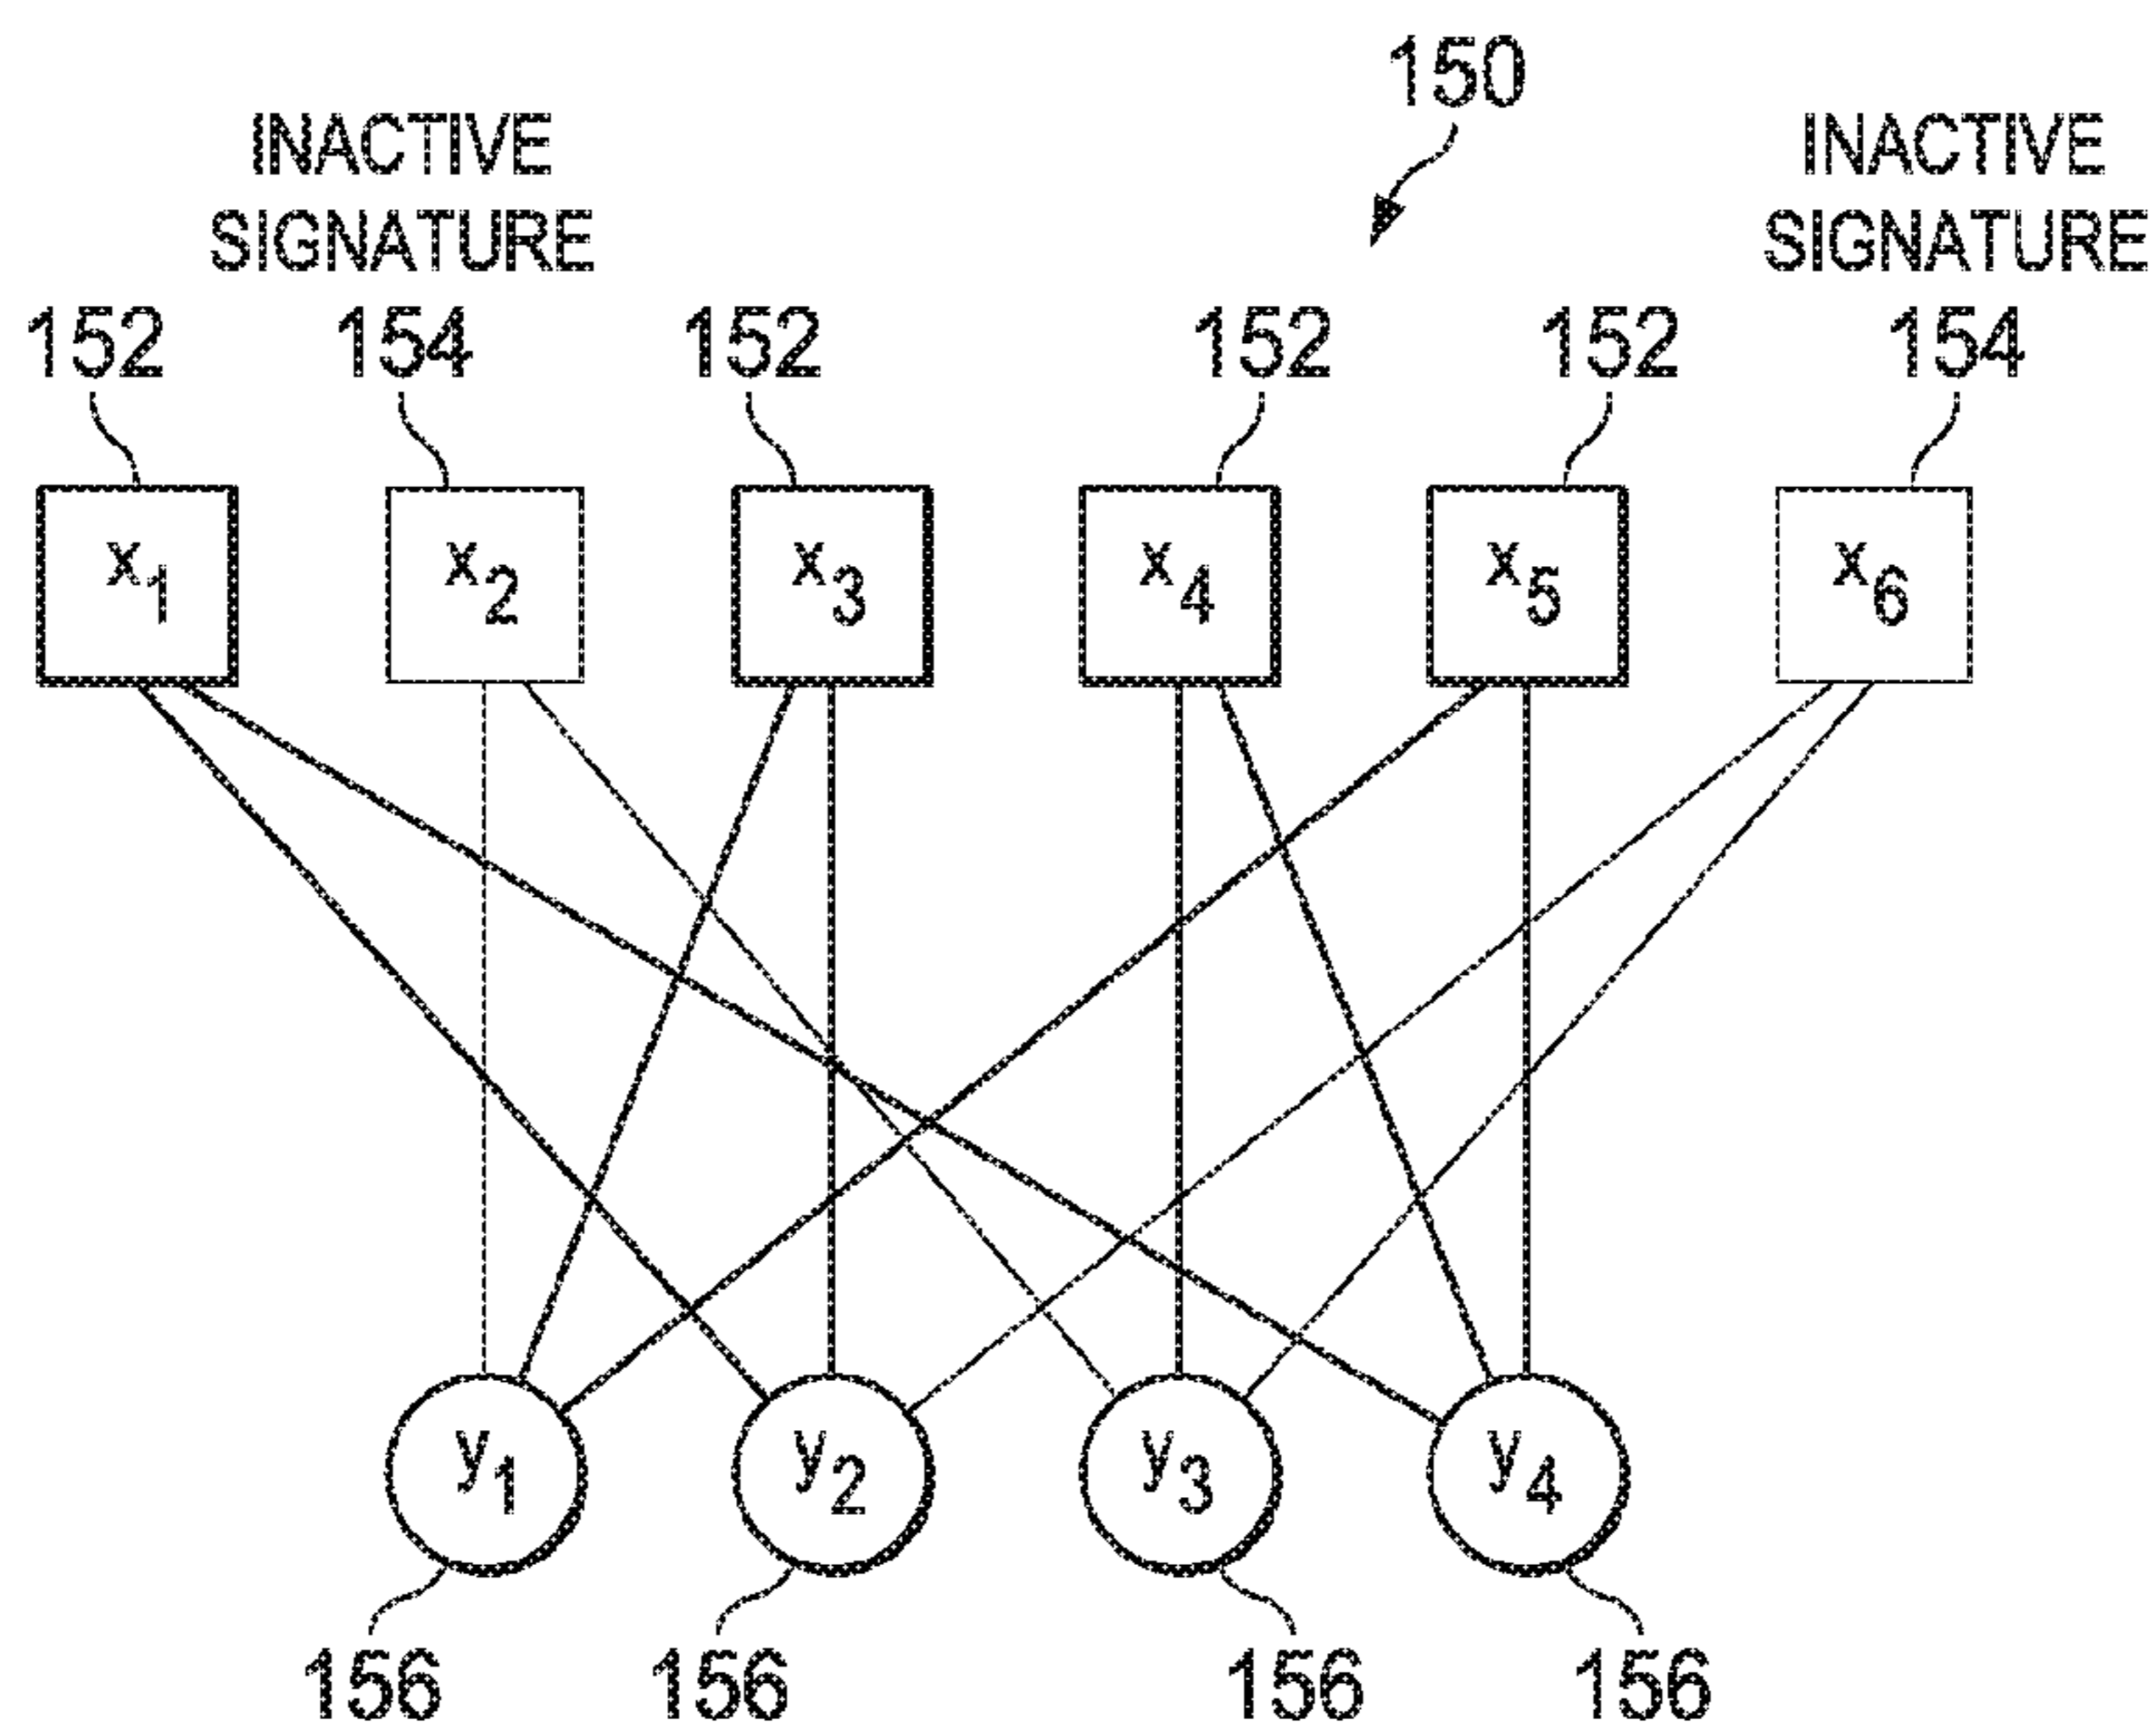 150
INACTIVE
SIGNATURE
INACTIVE
SIGNATURE
152 154 152 152 152 154
x1 x2 x3 x4 x5 x6
y1 y2 y3 y4
156 156 156 156